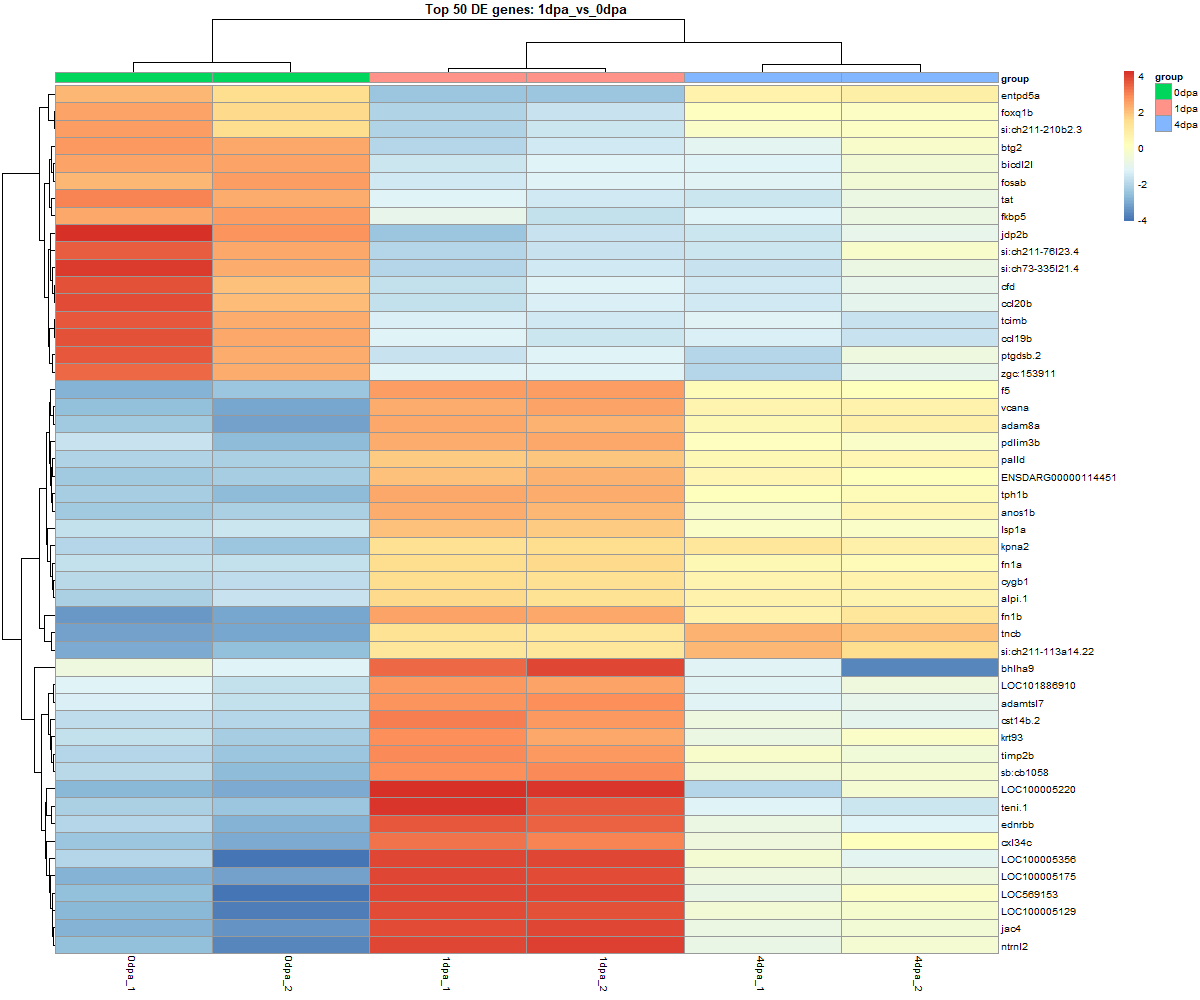 Top 50 DE genes: 1dpa_vs_0dpa
group
entpd5a
foxq1b
si:ch211-210b2.3
btg2
bicdl2l
fosab
tat
fkbp5
jdp2b
si:ch211-76l23.4
si:ch73-335l21.4
cfd
ccl20b
tcimb
ccl19b
ptgdsb.2
zgc:153911
f5
vcana
adam8a
pdlim3b
palld
ENSDARG00000114451
tph1b
anos1b
lsp1a
kpna2
fn1a
cygb1
alpi.1
fn1b
tncb
si:ch211-113a14.22
bhlha9
LOC101886910
adamtsl7
cst14b.2
krt93
timp2b
sb:cb1058
LOC100005220
teni.1
ednrbb
cxl34c
LOC100005356
LOC100005175
LOC569153
LOC100005129
jac4
ntrnl2
0dpa_1
0dpa_2
1dpa_1
1dpa_2
4dpa_1
4dpa_2
4
2
0
-2
-4
group
0dpa
1dpa
4dpa